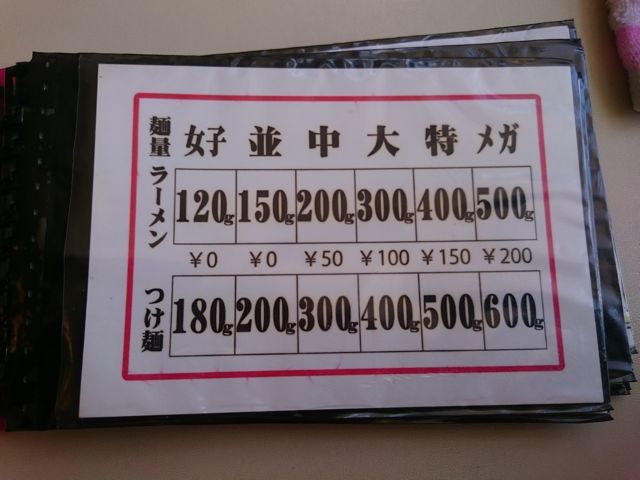 麺量 好 並 中 大 特 メガ
ラーメン 120g 150g 200g 300g 400g 500g
¥0 ¥0 ¥50 ¥100 ¥150 ¥200
つけ麺 180g 200g 300g 400g 500g 600g